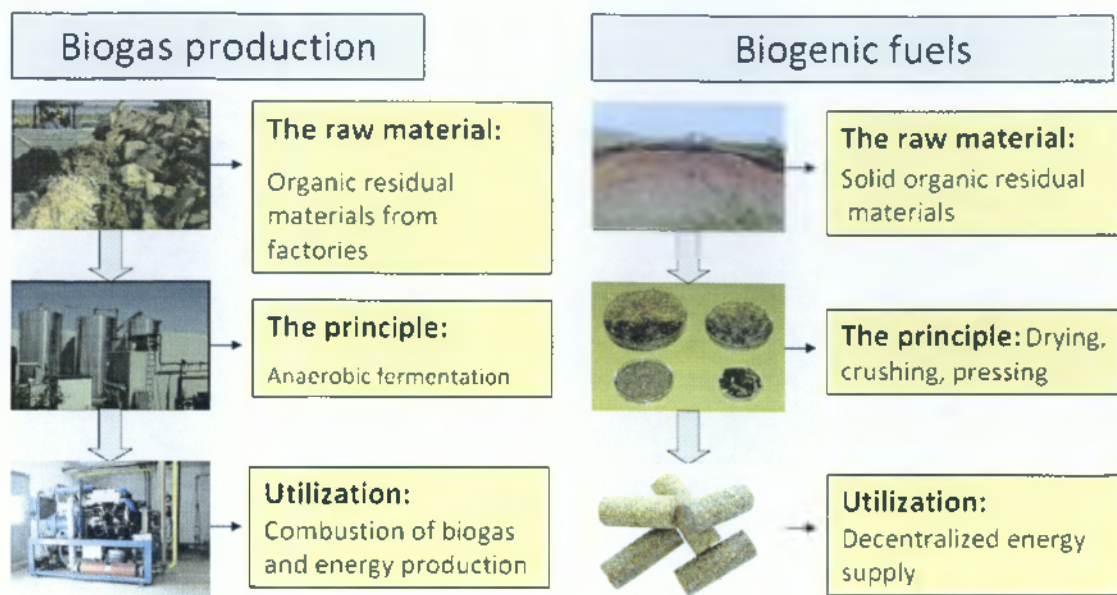 Biogas production
The raw material:
Organic residual
materials from
factories
The principle:
Anaerobic fermentation
Utilization:
Combustion of biogas
and energy production
Biogenic fuels
The raw material:
Solid organic residual
materials
The principle: Drying,
crushing, pressing
Utilization:
Decentralized energy
supply